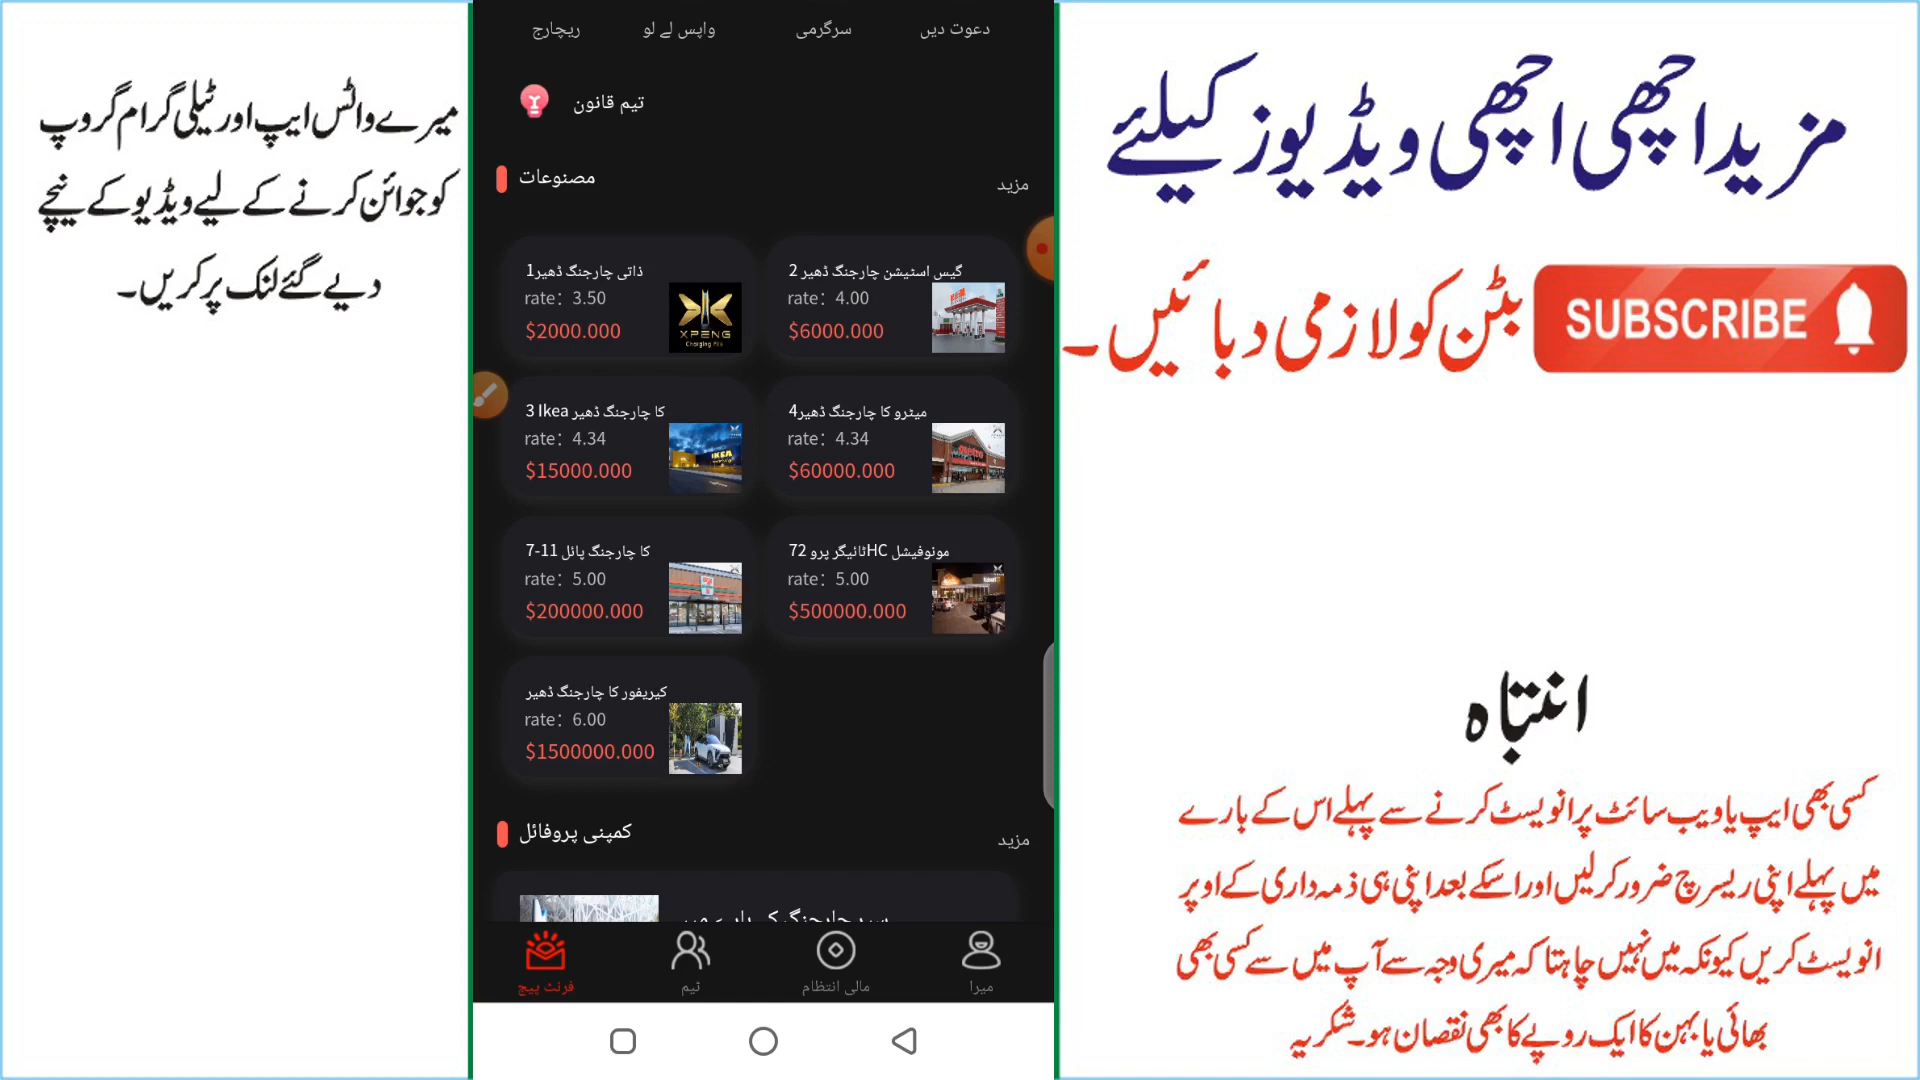 میرے واٹس ایپ اور ٹیلی گرام گروپ
کو جوائن کرنے کے لیے ویڈیو کے نیچے
دیے گئے لنک پر کریں۔
ریچارج
واپس لے لو
سرگرمی
دعوت دیں
تیم قانون
مصنوعات
مزید
ذاتی چارجنگ ڈھیر1
rate： 3.50
$2000.000
XPENG
Charging Pile
گیس اسٹیشن چارجنگ ڈھیر 2
rate： 4.00
$6000.000
3 Ikea کا چارجنگ ڈھیر
rate： 4.34
$15000.000
IKEA
میٹرو کا چارجنگ ڈھیر4
rate： 4.34
$60000.000
7-11 کا چارجنگ پائل
rate： 5.00
$200000.000
مونوفیشل HCٹائیگر پرو 72
rate： 5.00
$500000.000
کیریفور کا چارجنگ ڈھیر
rate： 6.00
$1500000.000
کمپنی پروفائل
مزید
فرنٹ پیج
ٹیم
مالی انتظام
میرا
مزید اچھی اچھی ویڈیوز کیلئے
SUBSCRIBE بٹن کو لازمی دبائیں۔
انتباہ
کسی بھی ایپ یا ویب سائٹ پر انویسٹ کرنے سے پہلے اس کے بارے
میں پہلے اپنی ریسرچ ضرور کر لیں اور اسکے بعد اپنی ہی ذمہ داری کے اوپر
انویسٹ کریں کیونکہ میں نہیں چاہتا کہ میری وجہ سے آپ میں سے کسی بھی
بھائی یا بہن کا ایک روپے کا بھی نقصان ہو۔ شکریہ